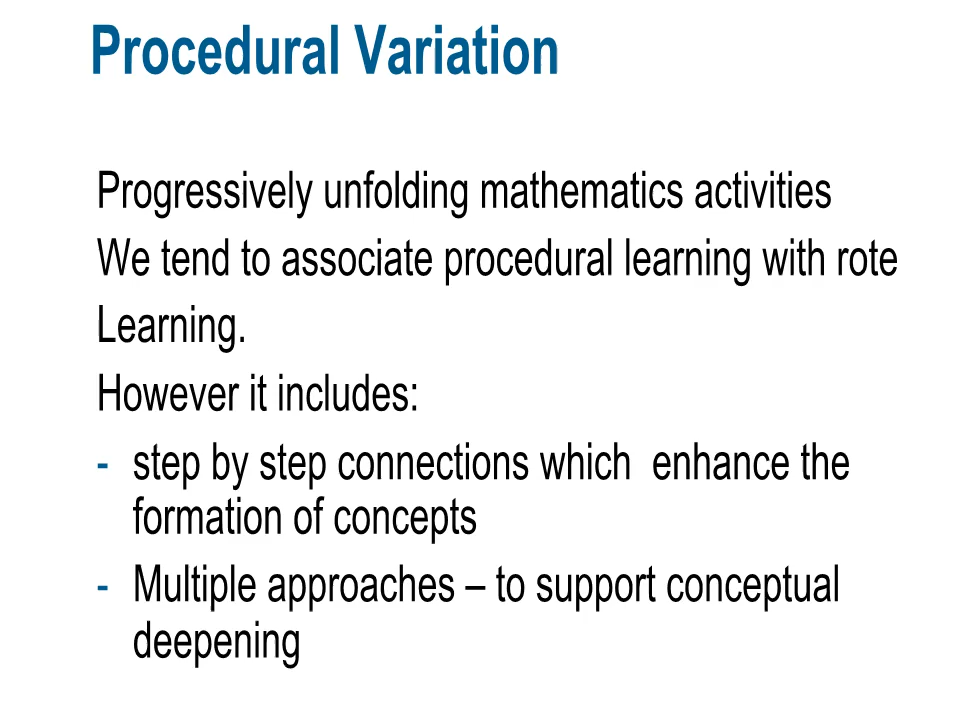 Procedural Variation
Progressively unfolding mathematics activities
We tend to associate procedural learning with rote
Learning.
However it includes:
- step by step connections which  enhance the
formation of concepts
- Multiple approaches – to support conceptual
deepening